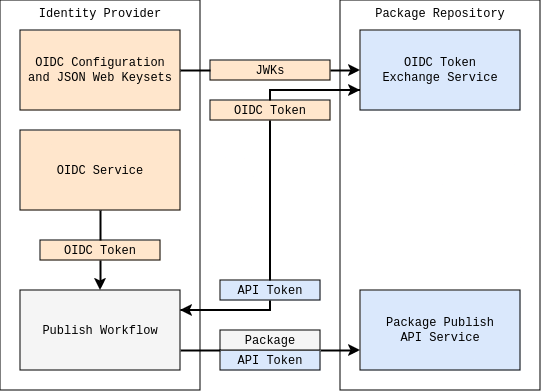 Identity Provider
Package Repository
OIDC Configuration
and JSON Web Keysets
JWKs
OIDC Token
Exchange Service
OIDC Token
OIDC Service
OIDC Token
API Token
Publish Workflow
Package
API Token
Package Publish
API Service